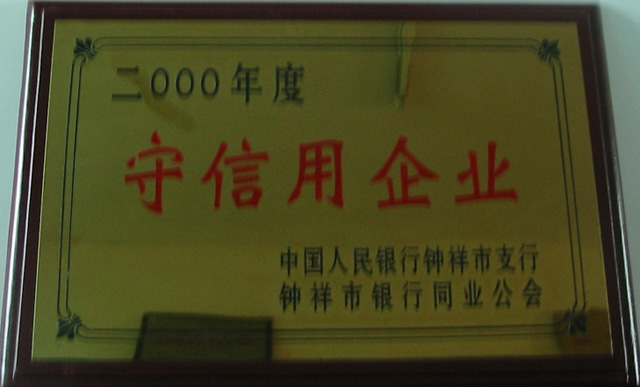 二000年度
守信用企业
中国人民银行钟祥市支行
钟祥市银行同业公会